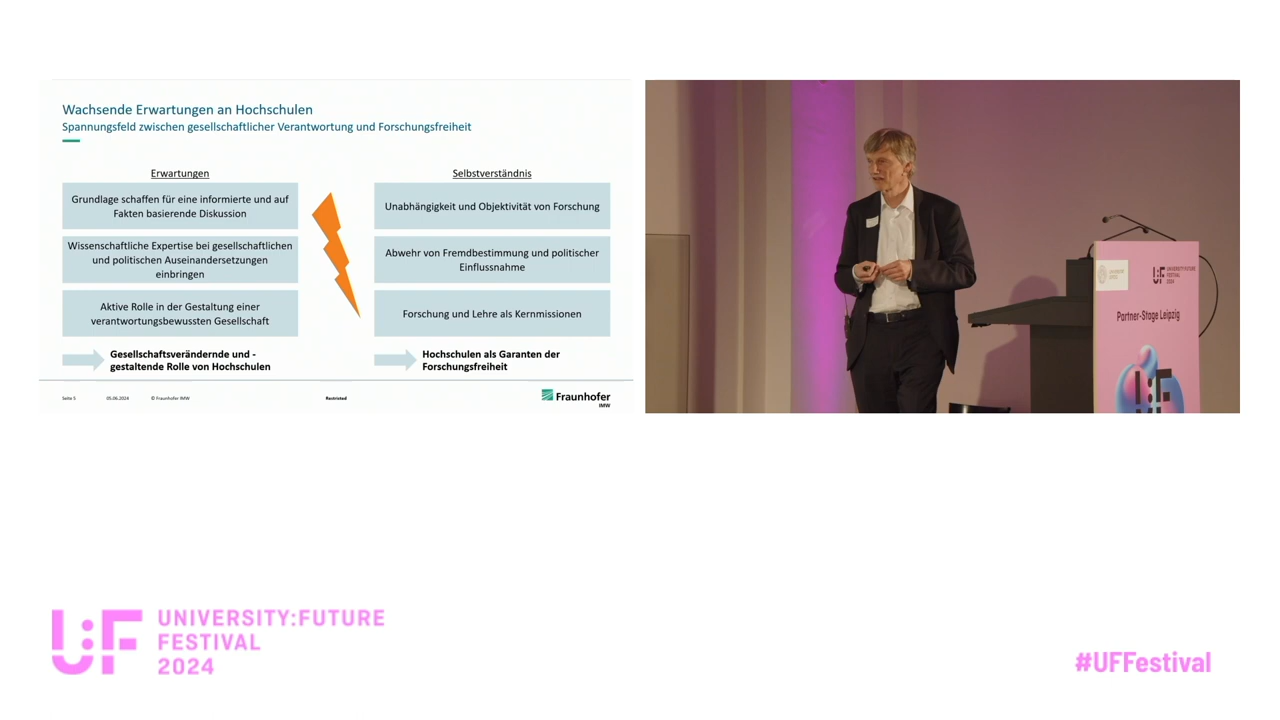 Wachsende Erwartungen an Hochschulen
Spannungsfeld zwischen gesellschaftlicher Verantwortung und Forschungsfreiheit
Erwartungen
Grundlage schaffen für eine informierte und auf
Fakten basierende Diskussion
Wissenschaftliche Expertise bei gesellschaftlichen
und politischen Auseinandersetzungen
einbringen
Aktive Rolle in der Gestaltung einer
verantwortungsbewussten Gesellschaft
Gesellschaftsverändernde und -
gestaltende Rolle von Hochschulen
Selbstverständnis
Unabhängigkeit und Objektivität von Forschung
Abwehr von Fremdbestimmung und politischer
Einflussnahme
Forschung und Lehre als Kernmissionen
Hochschulen als Garanten der
Forschungsfreiheit
Seite 5 05.06.2024 © Fraunhofer IMW Restricted
Fraunhofer
IMW
U:F
UNIVERSITY:FUTURE
FESTIVAL
2024
Partner-Stage Leipzig
U:F
U:F
UNIVERSITY:FUTURE
FESTIVAL
2024
#UFFestival